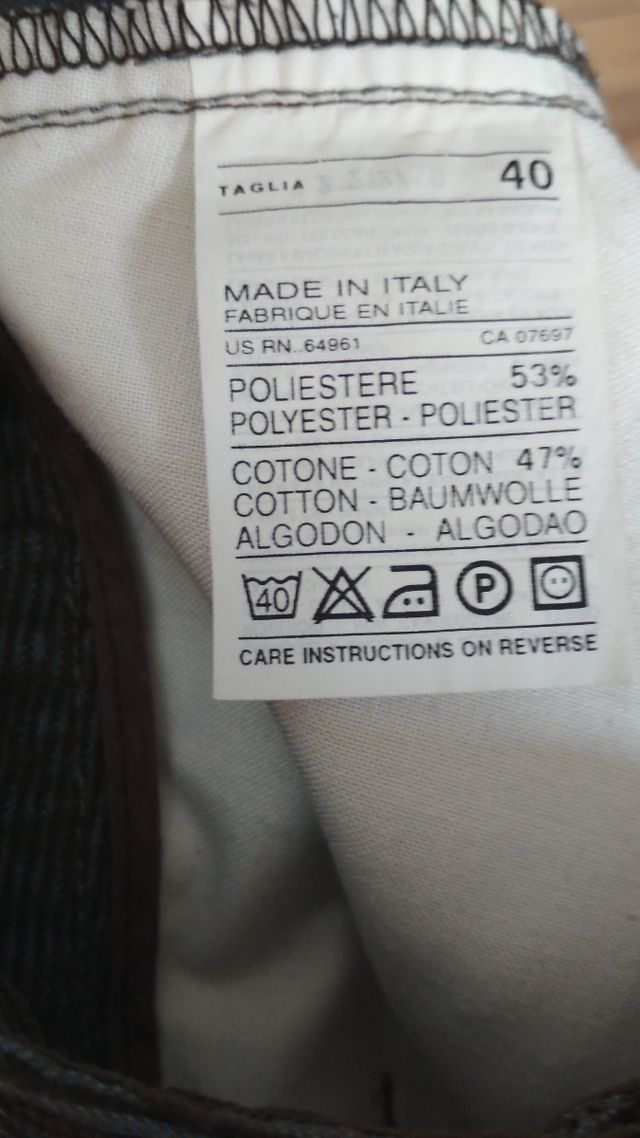 TAGLIA 40
MADE IN ITALY
FABRIQUE EN ITALIE
US RN..64961 CA 07697
POLIESTERE 53%
POLYESTER - POLIESTER
COTONE - COTON 47%
COTTON - BAUMWOLLE
ALGODON - ALGODAO
40 P
CARE INSTRUCTIONS ON REVERSE